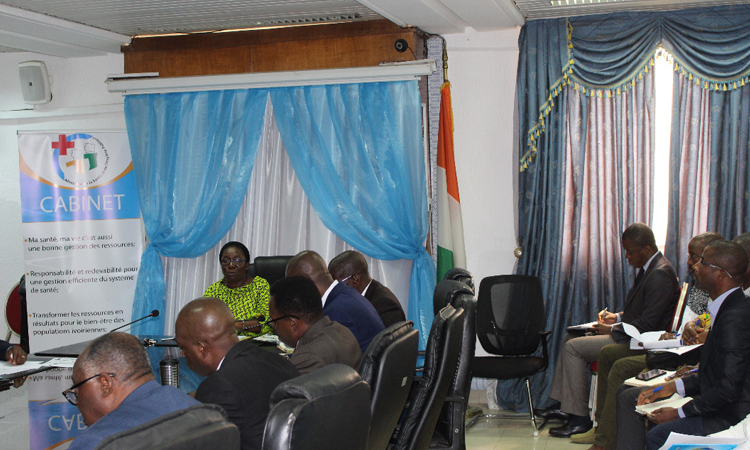 CABINET
Ma santé, ma vie c'est aussi
une bonne gestion des ressources;
Responsabilité et redevabilité pour
une gestion efficiente du système
de santé;
Transformer les ressources en
résultats pour le bien-être des
populations ivoiriennes;
CABINET